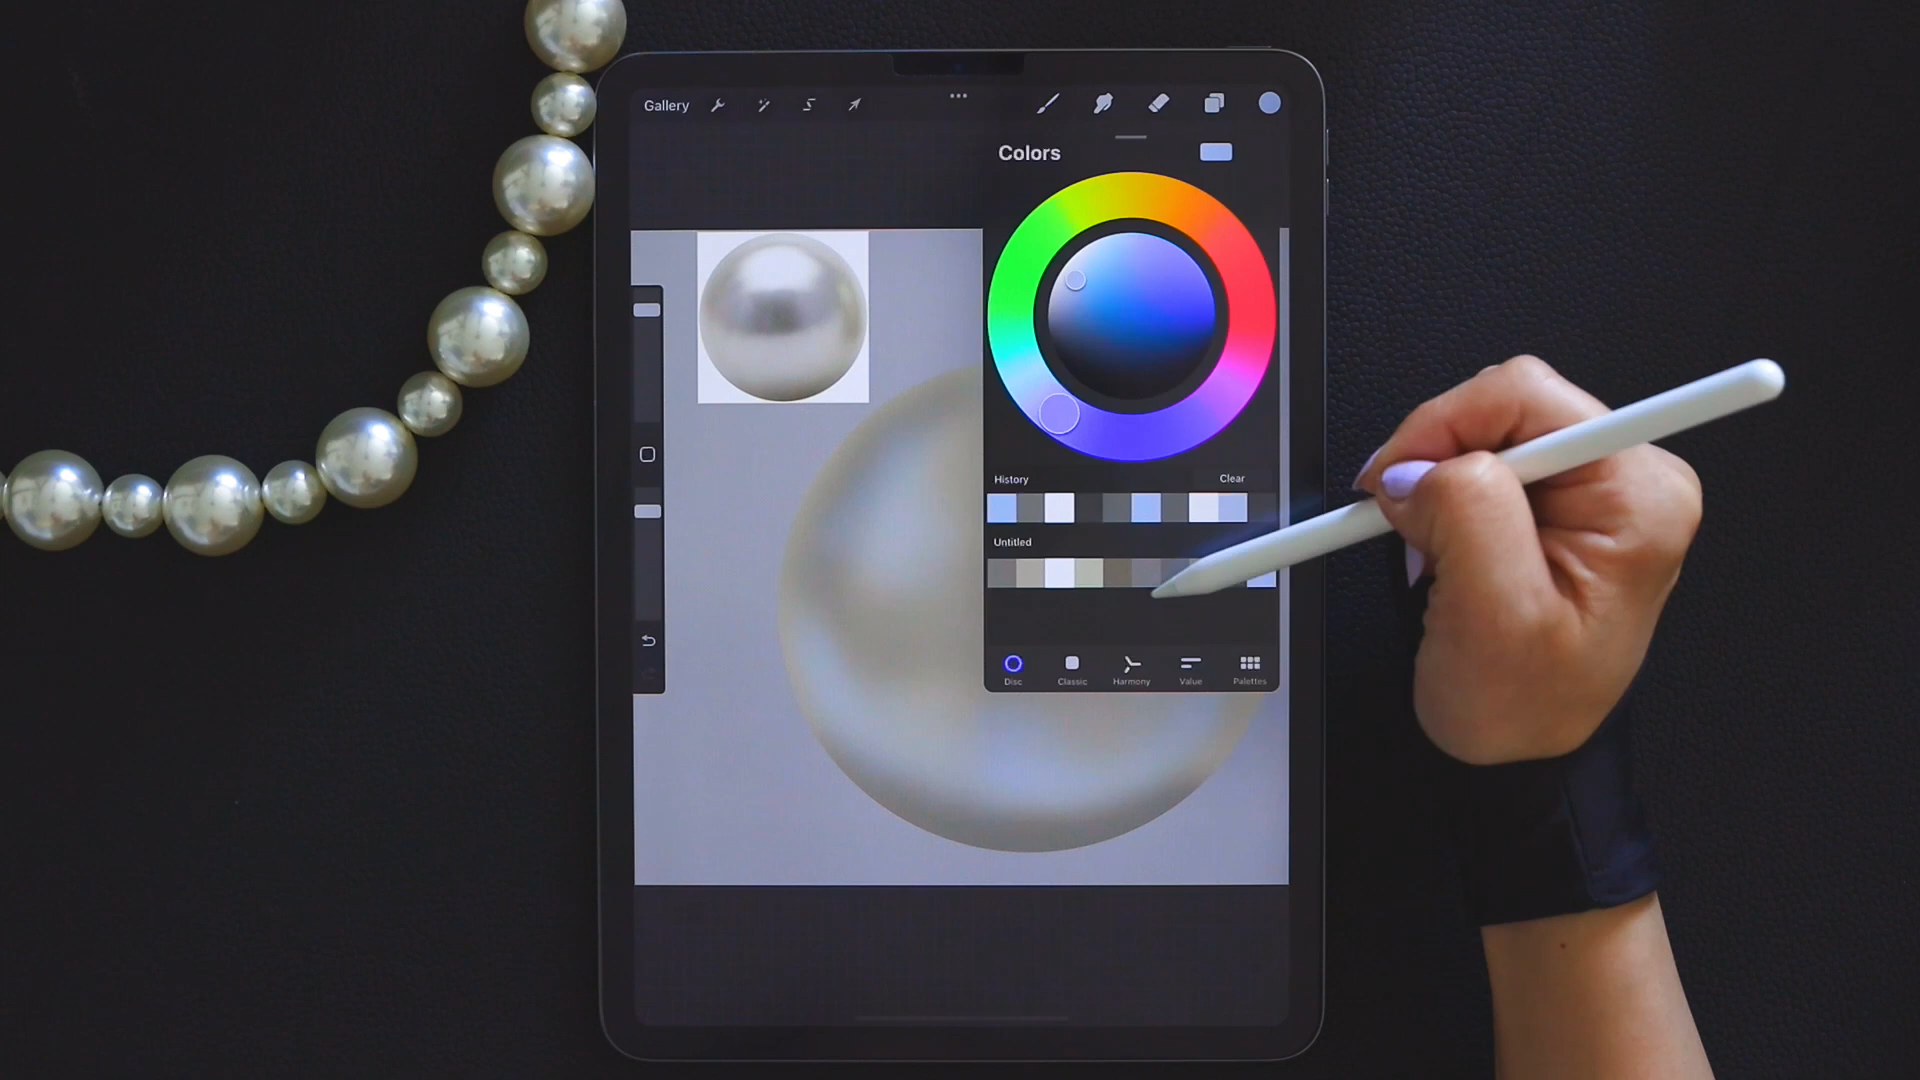 Gallery
Colors
History Clear
Untitled
Disc Classic Harmony Value Palettes